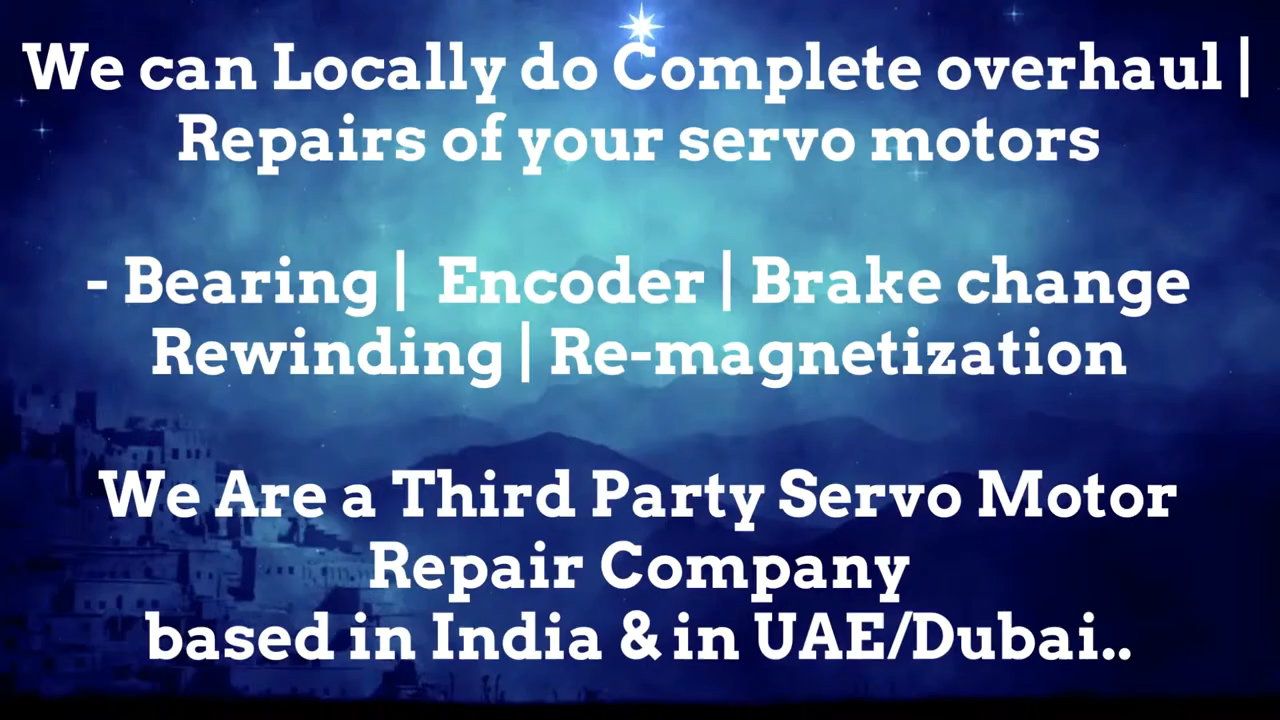 We can Locally do Complete overhaul |
Repairs of your servo motors
- Bearing | Encoder | Brake change
Rewinding | Re-magnetization
We Are a Third Party Servo Motor
Repair Company
based in India & in UAE/Dubai..